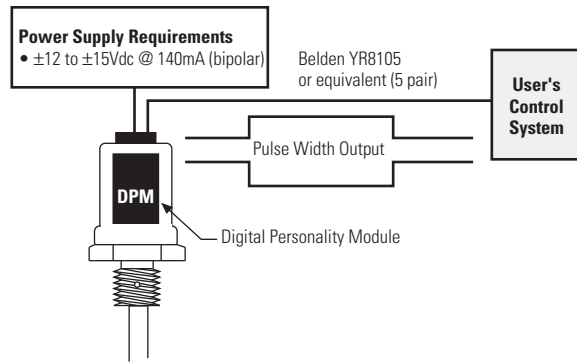 Power Supply Requirements
• ±12 to ±15Vdc @ 140mA (bipolar)
Belden YR8105
or equivalent (5 pair)
User's
Control
System
Pulse Width Output
DPM
Digital Personality Module